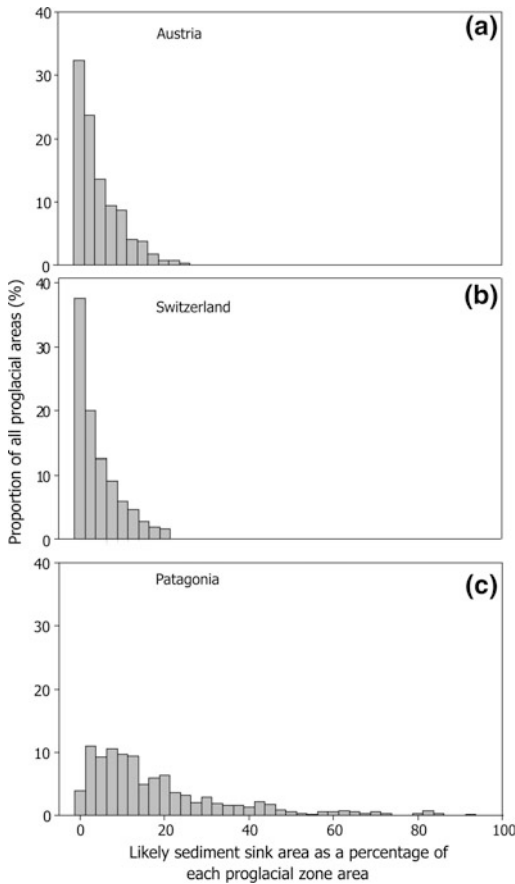 Proportion of all proglacial areas (%)
(a)
Austria
40
30
20
10
0
(b)
Switzerland
40
30
20
10
0
(c)
Patagonia
40
30
20
10
0
0 20 40 60 80 100
Likely sediment sink area as a percentage of
each proglacial zone area